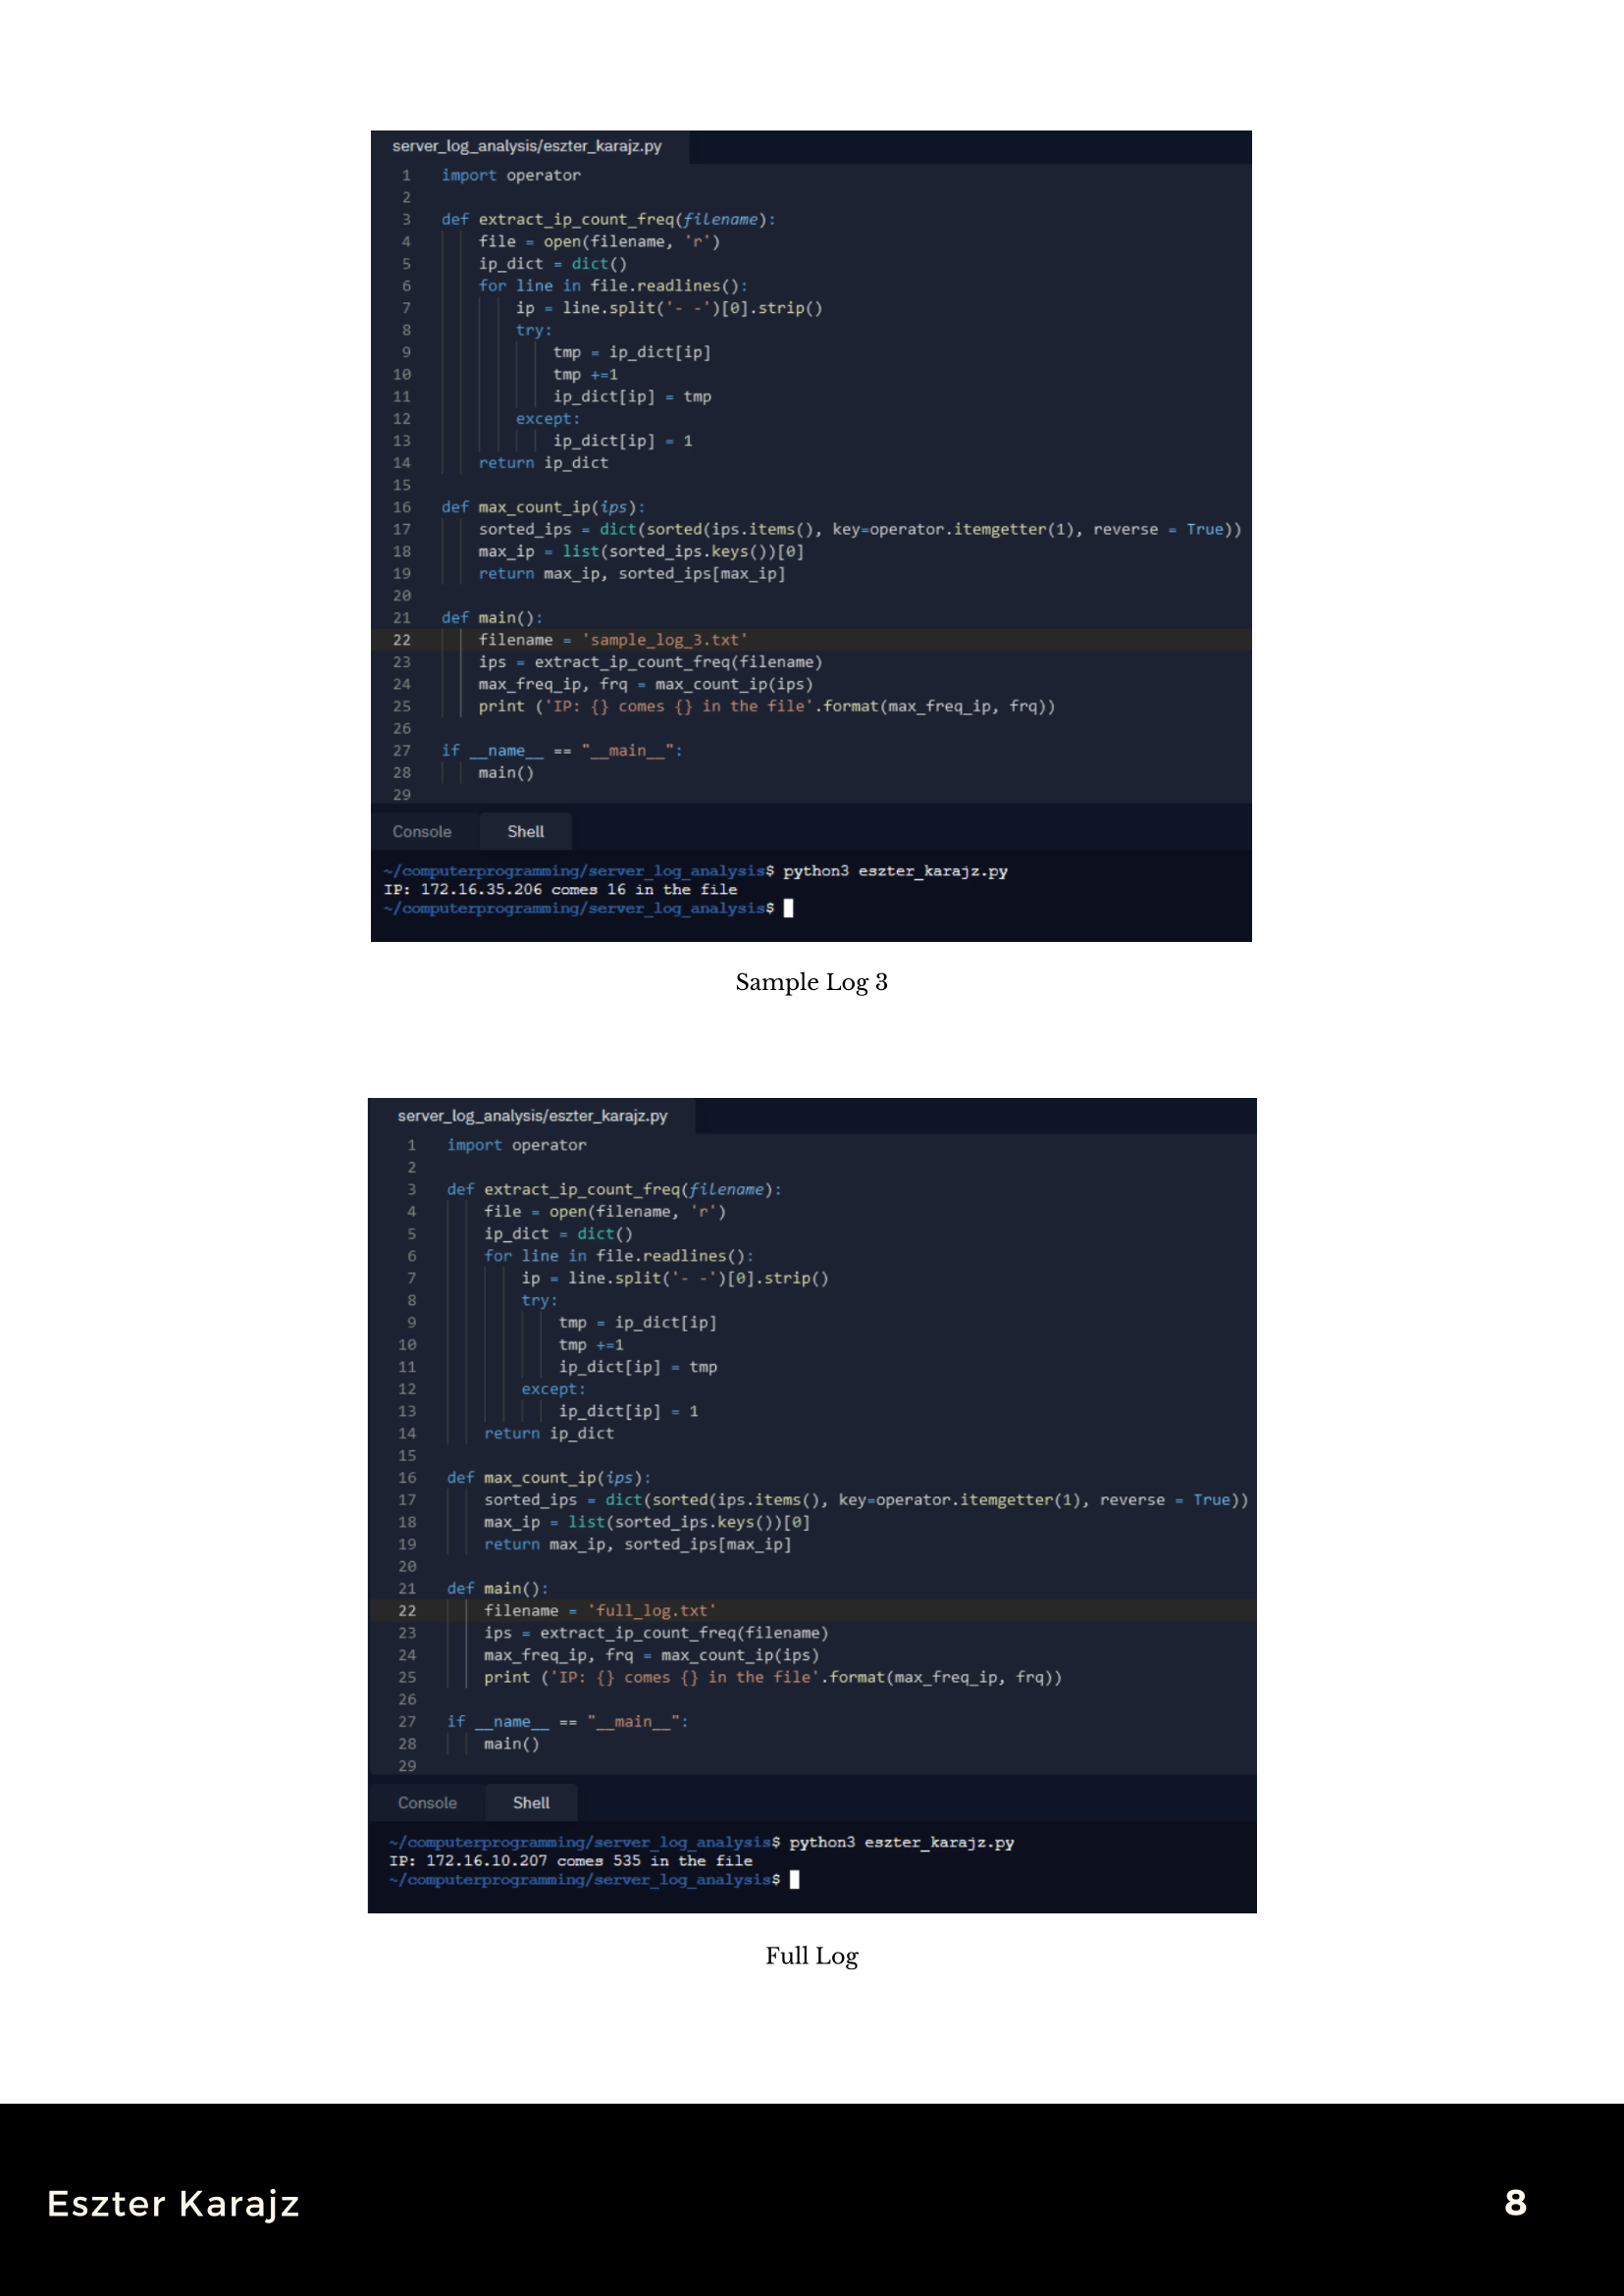 server_log_analysis/eszter_karajz.py
1 import operator
2
3 def extract_ip_count_freq(filename):
4 file = open(filename, 'r')
5 ip_dict = dict()
6 for line in file.readlines():
7 ip = line.split('- -')[0].strip()
8 try:
9 tmp = ip_dict[ip]
10 tmp +=1
11 ip_dict[ip] = tmp
12 except:
13 ip_dict[ip] = 1
14 return ip_dict
15
16 def max_count_ip(ips):
17 sorted_ips = dict(sorted(ips.items(), key=operator.itemgetter(1), reverse = True))
18 max_ip = list(sorted_ips.keys())[0]
19 return max_ip, sorted_ips[max_ip]
20
21 def main():
22 filename = 'sample_log_3.txt'
23 ips = extract_ip_count_freq(filename)
24 max_freq_ip, frq = max_count_ip(ips)
25 print ('IP: {} comes {} in the file'.format(max_freq_ip, frq))
26
27 if __name__ == "__main__":
28 main()
29
Console Shell
~/computerprogramming/server_log_analysis$ python3 eszter_karajz.py
IP: 172.16.35.206 comes 16 in the file
~/computerprogramming/server_log_analysis$
Sample Log 3
server_log_analysis/eszter_karajz.py
1 import operator
2
3 def extract_ip_count_freq(filename):
4 file = open(filename, 'r')
5 ip_dict = dict()
6 for line in file.readlines():
7 ip = line.split('- -')[0].strip()
8 try:
9 tmp = ip_dict[ip]
10 tmp +=1
11 ip_dict[ip] = tmp
12 except:
13 ip_dict[ip] = 1
14 return ip_dict
15
16 def max_count_ip(ips):
17 sorted_ips = dict(sorted(ips.items(), key=operator.itemgetter(1), reverse = True))
18 max_ip = list(sorted_ips.keys())[0]
19 return max_ip, sorted_ips[max_ip]
20
21 def main():
22 filename = 'full_log.txt'
23 ips = extract_ip_count_freq(filename)
24 max_freq_ip, frq = max_count_ip(ips)
25 print ('IP: {} comes {} in the file'.format(max_freq_ip, frq))
26
27 if __name__ == "__main__":
28 main()
29
Console Shell
~/computerprogramming/server_log_analysis$ python3 eszter_karajz.py
IP: 172.16.10.207 comes 535 in the file
~/computerprogramming/server_log_analysis$
Full Log
Eszter Karajz 8